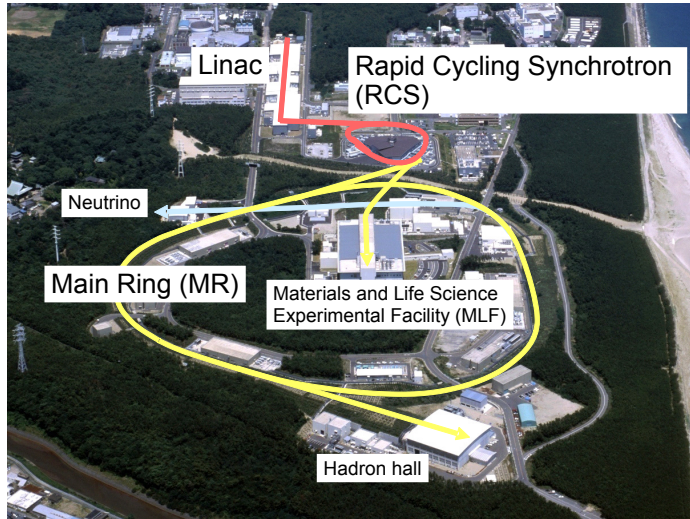 Linac
Rapid Cycling Synchrotron
(RCS)
Neutrino
Main Ring (MR)
Materials and Life Science
Experimental Facility (MLF)
Hadron hall